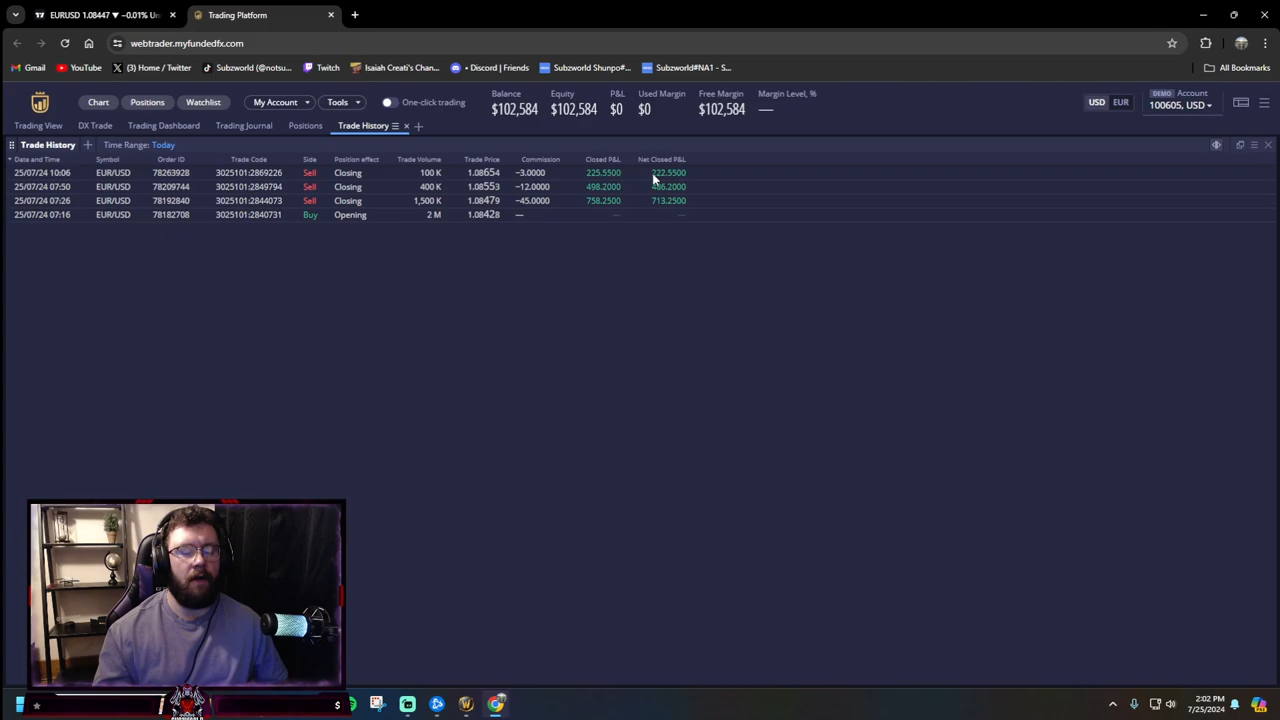 EURUSD 1.08447 ▼ −0.01% Un
Trading Platform
webtrader.myfundedfx.com
Gmail
YouTube
(3) Home / Twitter
Subzworld (@notsu...
Twitch
Isaiah Creati's Chan...
• Discord | Friends
Subzworld Shunpo#...
Subzworld#NA1 - S...
All Bookmarks
Chart
Positions
Watchlist
My Account
Tools
One-click trading
Balance
$102,584
Equity
$102,584
P&L
$0
Used Margin
$0
Free Margin
$102,584
Margin Level, %
—
USD
EUR
DEMO Account
100605, USD
Trading View
DX Trade
Trading Dashboard
Trading Journal
Positions
Trade History
Trade History
Time Range: Today
Date and Time Symbol Order ID Trade Code Side Position effect Trade Volume Trade Price Commission Closed P&L Net Closed P&L
25/07/24 10:06 EUR/USD 78263928 3025101:2869226 Sell Closing 100 K 1.08654 −3.0000 225.5500 222.5500
25/07/24 07:50 EUR/USD 78209744 3025101:2849794 Sell Closing 400 K 1.08553 −12.0000 498.2000 486.2000
25/07/24 07:26 EUR/USD 78192840 3025101:2844073 Sell Closing 1,500 K 1.08479 −45.0000 758.2500 713.2500
25/07/24 07:16 EUR/USD 78182708 3025101:2840731 Buy Opening 2 M 1.08428 — — —
$
2:02 PM
7/25/2024